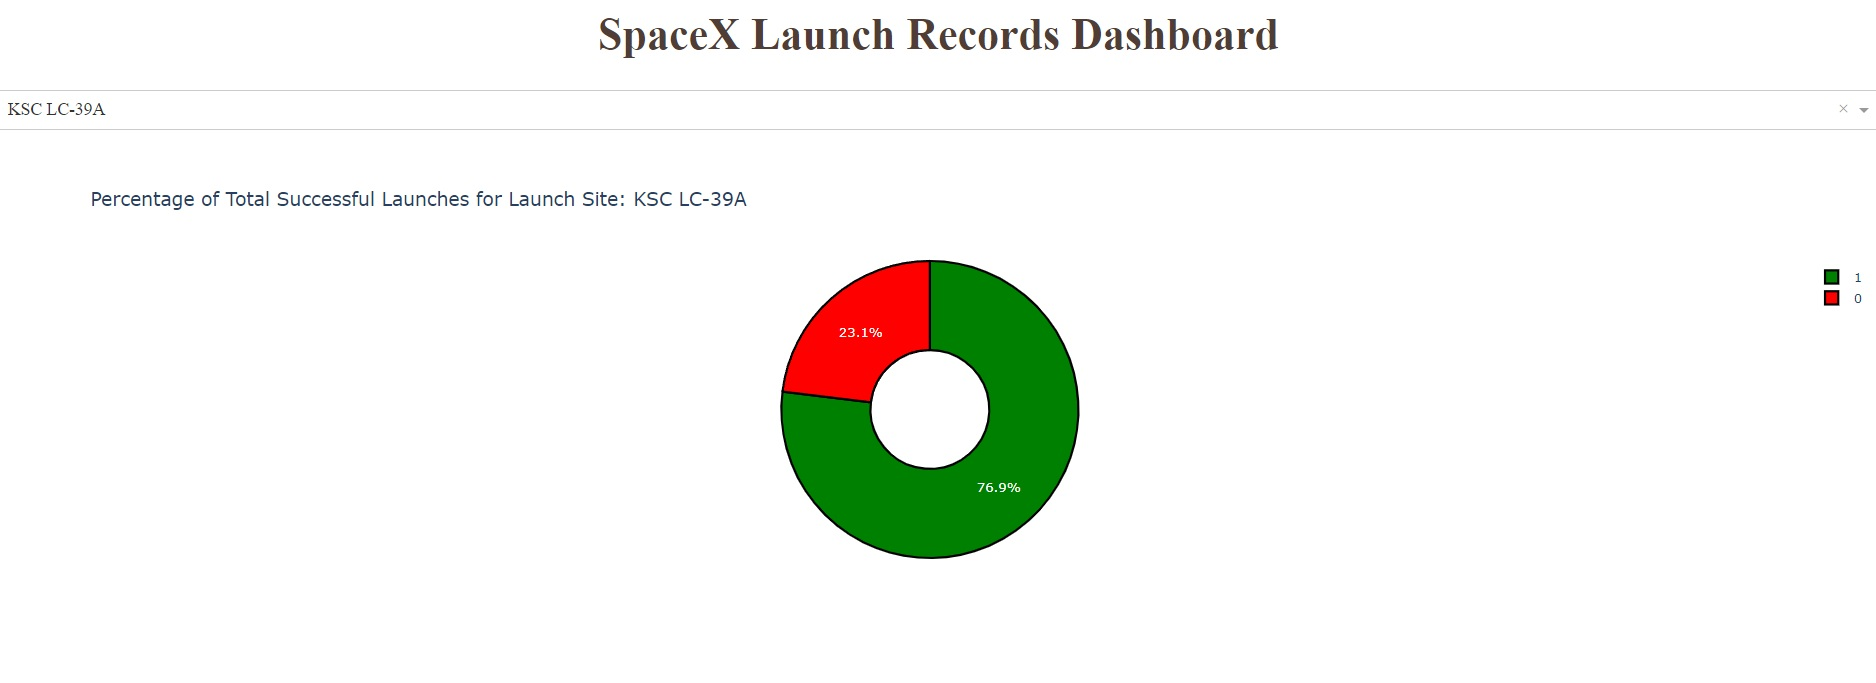 SpaceX Launch Records Dashboard
KSC LC-39A
Percentage of Total Successful Launches for Launch Site: KSC LC-39A
1
0
23.1%
76.9%